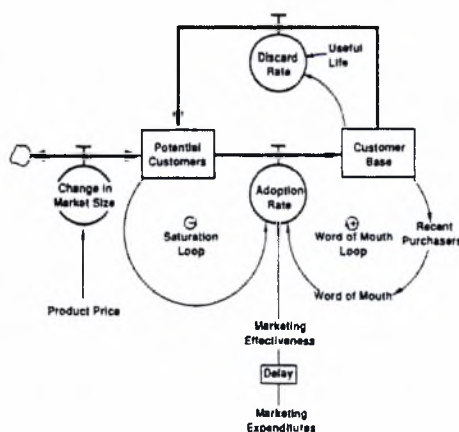 Discard
Rate
Useful
Life
Potential
Customers
Customer
Base
Change in
Market Size
Adoption
Rate
Saturation
Loop
Word of Mouth
Loop
Recent
Purchasers
Product Price
Word of Mouth
Marketing
Effectiveness
Delay
Marketing
Expenditures